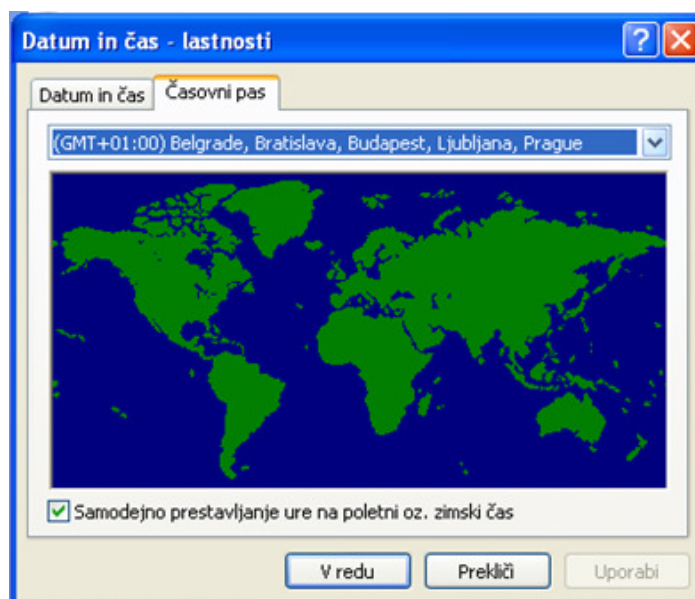 Datum in čas - lastnosti
Datum in čas
Časovni pas
(GMT+01:00) Belgrade, Bratislava, Budapest, Ljubljana, Prague
Samodejno prestavljanje ure na poletni oz. zimski čas
V redu
Prekliči
Uporabi